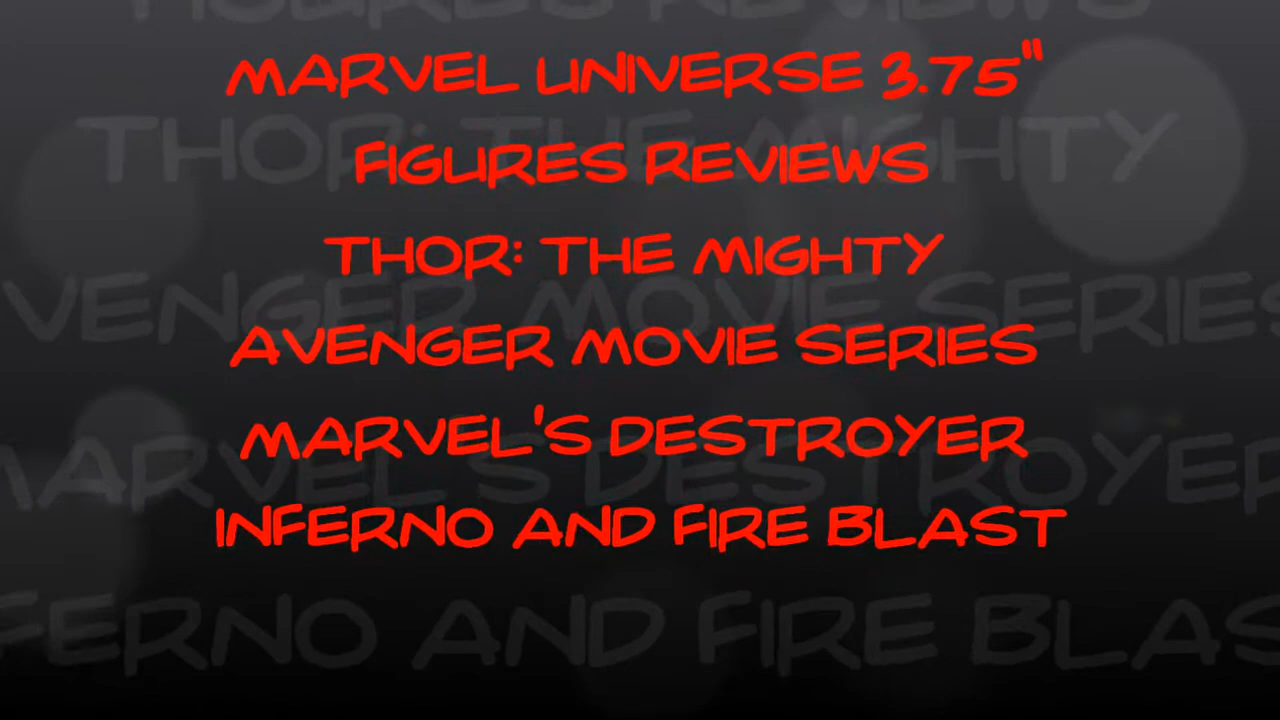 MARVEL UNIVERSE 3.75"
FIGURES REVIEWS
THOR: THE MIGHTY
AVENGER MOVIE SERIES
MARVEL'S DESTROYER
INFERNO AND FIRE BLAST